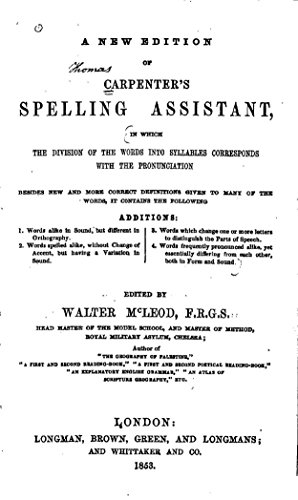 A NEW EDITION
OF
Thomas
CARPENTER'S
SPELLING ASSISTANT,
IN WHICH
THE DIVISION OF THE WORDS INTO SYLLABLES CORRESPONDS
WITH THE PRONUNCIATION
BESIDES NEW AND MORE CORRECT DEFINITIONS GIVEN TO MANY OF THE
WORDS, IT CONTAINS THE FOLLOWING
ADDITIONS:
1. Words alike in Sound, but different in
Orthography.
2. Words spelled alike, without Change of
Accent, but having a Variation in
Sound.
3. Words which change one or more letters
to distinguish the Parts of Speech.
4. Words frequently pronounced alike, yet
essentially differing from each other,
both in Form and Sound.
EDITED BY
WALTER McLEOD, F.R.G.S.
HEAD MASTER OF THE MODEL SCHOOL, AND MASTER OF METHOD,
ROYAL MILITARY ASYLUM, CHELSEA;
Author of
"THE GEOGRAPHY OF PALESTINE,"
"A FIRST AND SECOND READING-BOOK," "A FIRST AND SECOND POETICAL READING-BOOK,"
"AN EXPLANATORY ENGLISH GRAMMAR," "AN ATLAS OF
SCRIPTURE GEOGRAPHY," ETC.
LONDON:
LONGMAN, BROWN, GREEN, AND LONGMANS;
AND WHITTAKER AND CO.
1853.